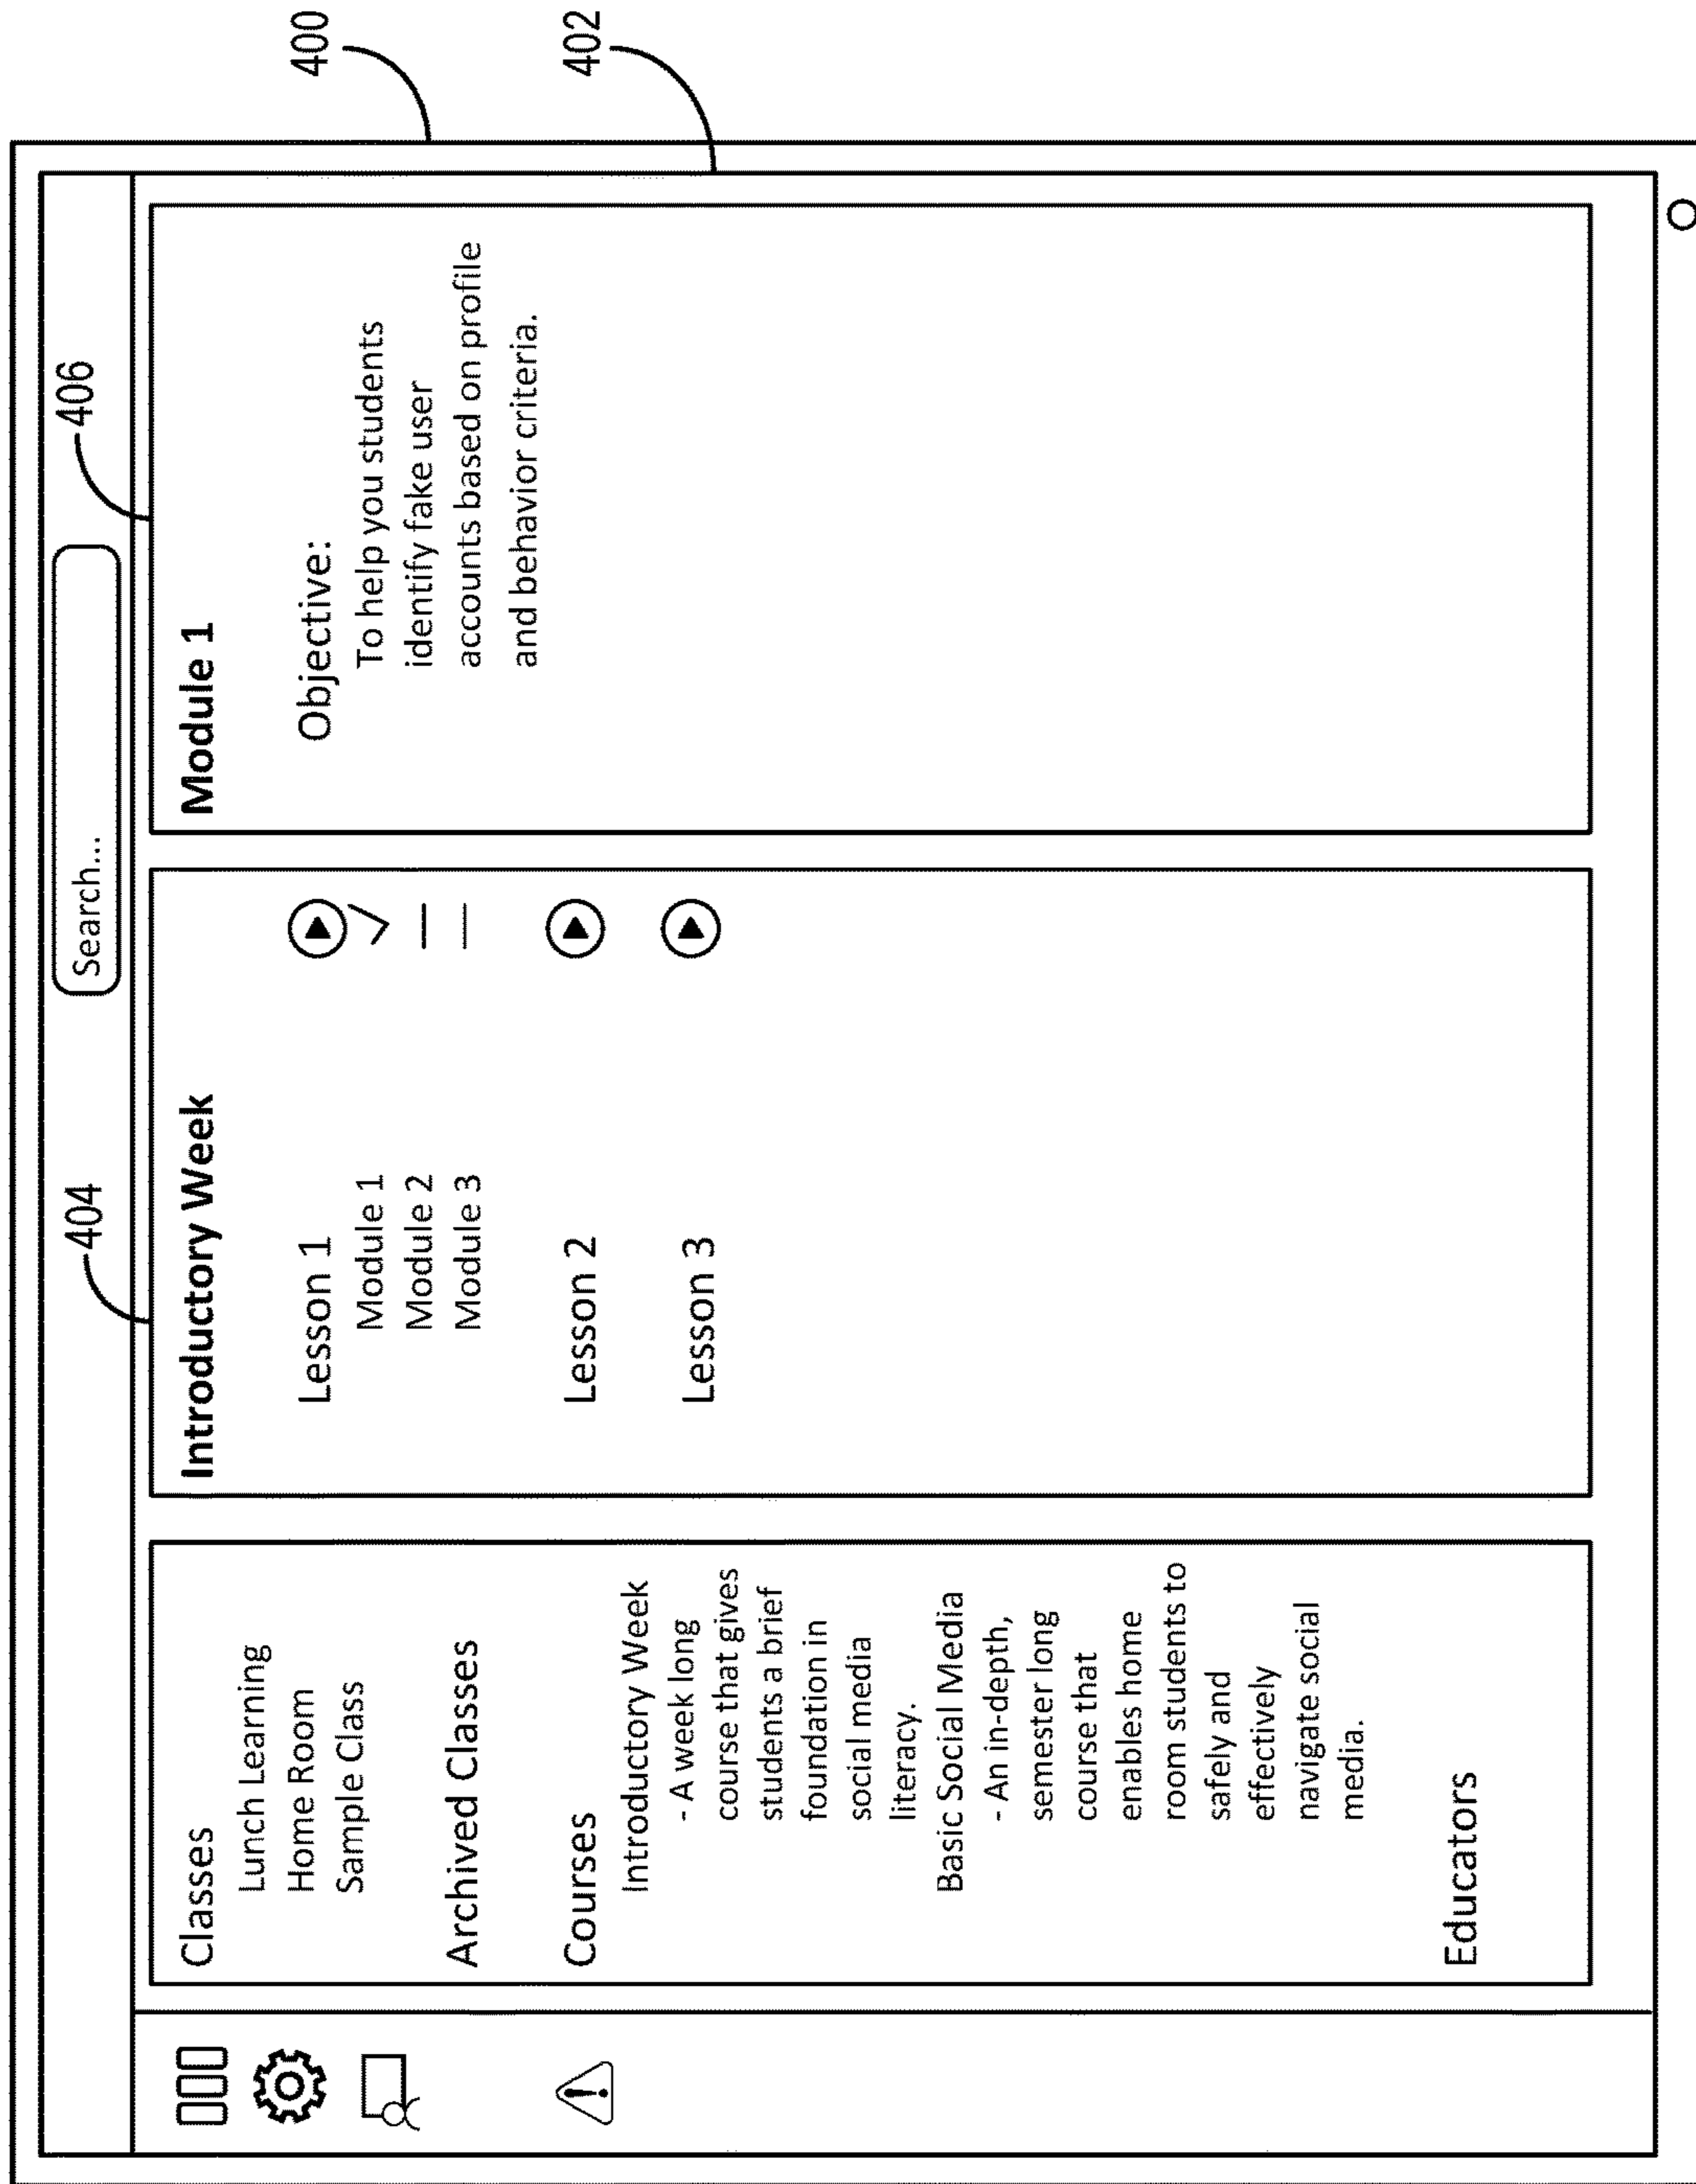 400
402
404
406
Search...
Classes
Lunch Learning
Home Room
Sample Class
Archived Classes
Courses
Introductory Week
- A week long
course that gives
students a brief
foundation in
social media
literacy.
Basic Social Media
- An in-depth,
semester long
course that
enables home
room students to
safely and
effectively
navigate social
media.
Educators
Introductory Week
Lesson 1
Module 1
Module 2
Module 3
Lesson 2
Lesson 3
Module 1
Objective:
To help you students
identify fake user
accounts based on profile
and behavior criteria.